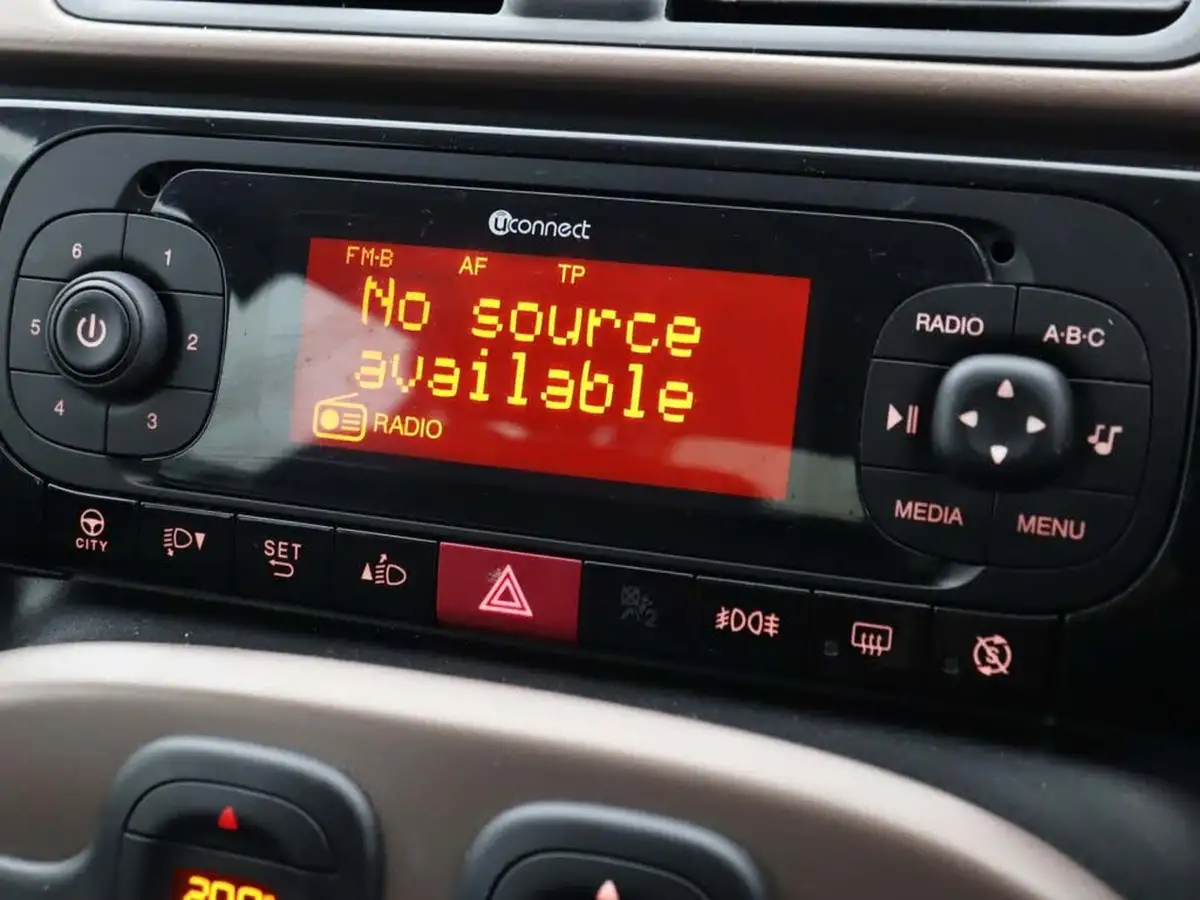 uconnect
FM-B AF TP
No source
available
RADIO
6 1
5 2
4 3
RADIO A·B·C
MEDIA MENU
CITY
SET
2